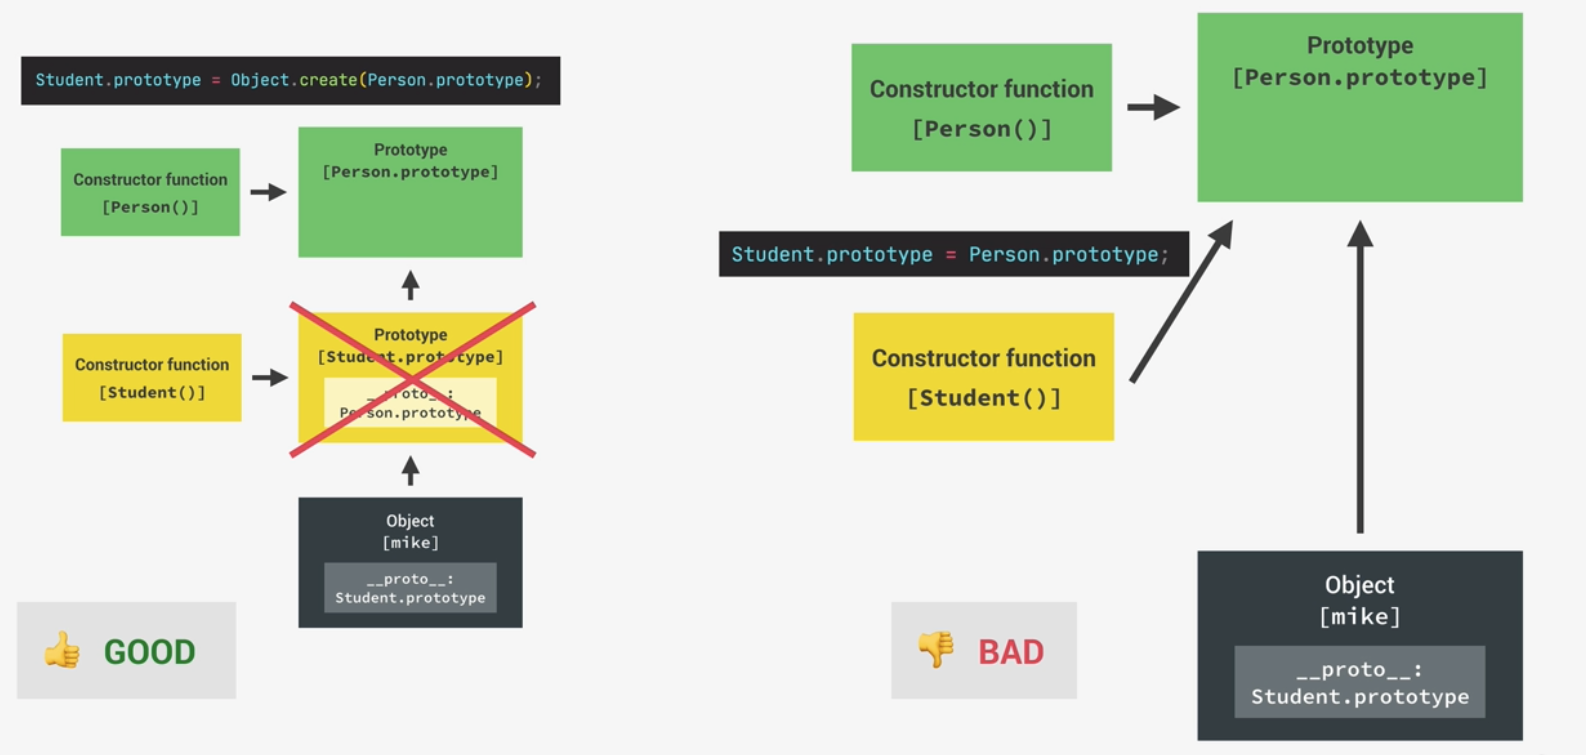 Student.prototype = Object.create(Person.prototype);
Constructor function
[Person()]
Prototype
[Person.prototype]
Constructor function
[Student()]
Prototype
[Student.prototype]
__proto__:
Person.prototype
Object
[mike]
__proto__:
Student.prototype
👍 GOOD
Constructor function
[Person()]
Prototype
[Person.prototype]
Student.prototype = Person.prototype;
Constructor function
[Student()]
Object
[mike]
__proto__:
Student.prototype
👎 BAD